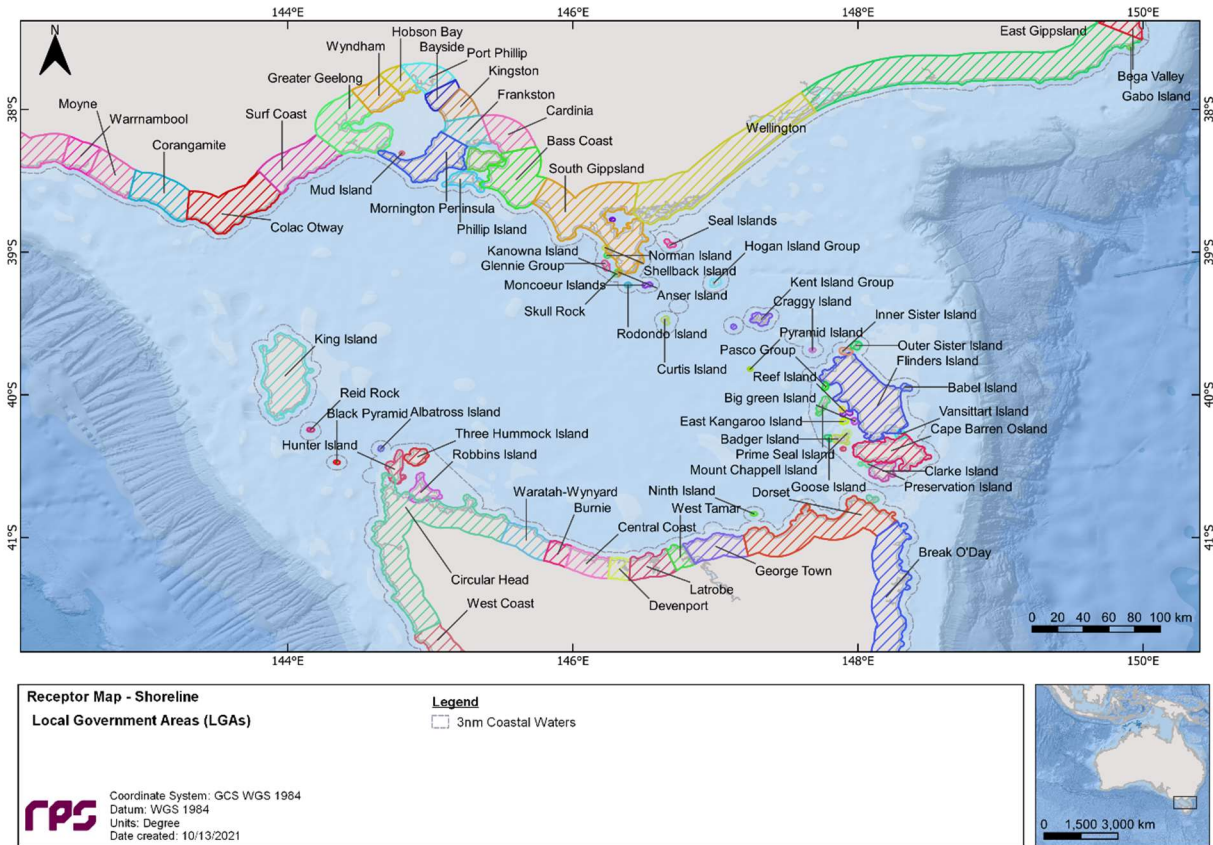 144°E 146°E 148°E 150°E
N
Hobson Bay
Wyndham
Bayside
Port Phillip
East Gippsland
Greater Geelong
Kingston
Bega Valley
Moyne
Frankston
Gabo Island
38°S
38°S
Warrnambool
Surf Coast
Cardinia
Corangamite
Bass Coast
Wellington
South Gippsland
Mud Island
Mornington Peninsula
Colac Otway
Phillip Island
Seal Islands
39°S
39°S
Kanowna Island
Norman Island
Hogan Island Group
Glennie Group
Shellback Island
Moncoeur Islands
Anser Island
Kent Island Group
Skull Rock
Craggy Island
Rodondo Island
Inner Sister Island
Pyramid Island
King Island
Outer Sister Island
Pasco Group
Flinders Island
Curtis Island
Reef Island
Babel Island
40°S
40°S
Reid Rock
Big green Island
Black Pyramid
Albatross Island
Vansittart Island
East Kangaroo Island
Cape Barren Osland
Hunter Island
Three Hummock Island
Badger Island
Prime Seal Island
Robbins Island
Mount Chappell Island
Clarke Island
Goose Island
Preservation Island
Waratah-Wynyard
Ninth Island
Dorset
Burnie
West Tamar
Central Coast
41°S
41°S
Break O'Day
George Town
Circular Head
Latrobe
West Coast
Devenport
0 20 40 60 80 100 km
144°E 146°E 148°E 150°E
Receptor Map - Shoreline
Local Government Areas (LGAs)
Legend
3nm Coastal Waters
rps
Coordinate System: GCS WGS 1984
Datum: WGS 1984
Units: Degree
Date created: 10/13/2021
0 1,500 3,000 km